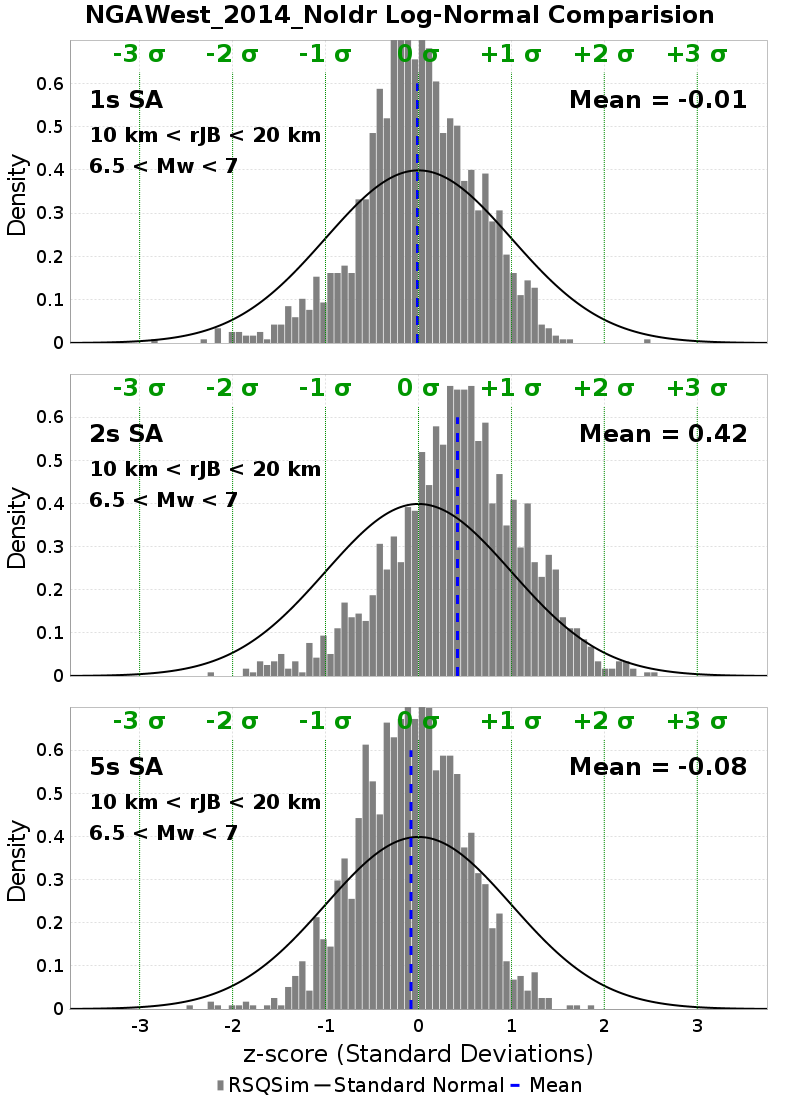 NGAWest_2014_NoIdr Log-Normal Comparision
-3 σ -2 σ -1 σ 0 σ +1 σ +2 σ +3 σ
1s SA Mean = -0.01
10 km < rJB < 20 km
6.5 < Mw < 7
0.6
0.5
0.4
0.3
0.2
0.1
0
Density
-3 σ -2 σ -1 σ 0 σ +1 σ +2 σ +3 σ
2s SA Mean = 0.42
10 km < rJB < 20 km
6.5 < Mw < 7
0.6
0.5
0.4
0.3
0.2
0.1
0
Density
-3 σ -2 σ -1 σ 0 σ +1 σ +2 σ +3 σ
5s SA Mean = -0.08
10 km < rJB < 20 km
6.5 < Mw < 7
0.6
0.5
0.4
0.3
0.2
0.1
0
Density
-3 -2 -1 0 1 2 3
z-score (Standard Deviations)
RSQSim Standard Normal Mean